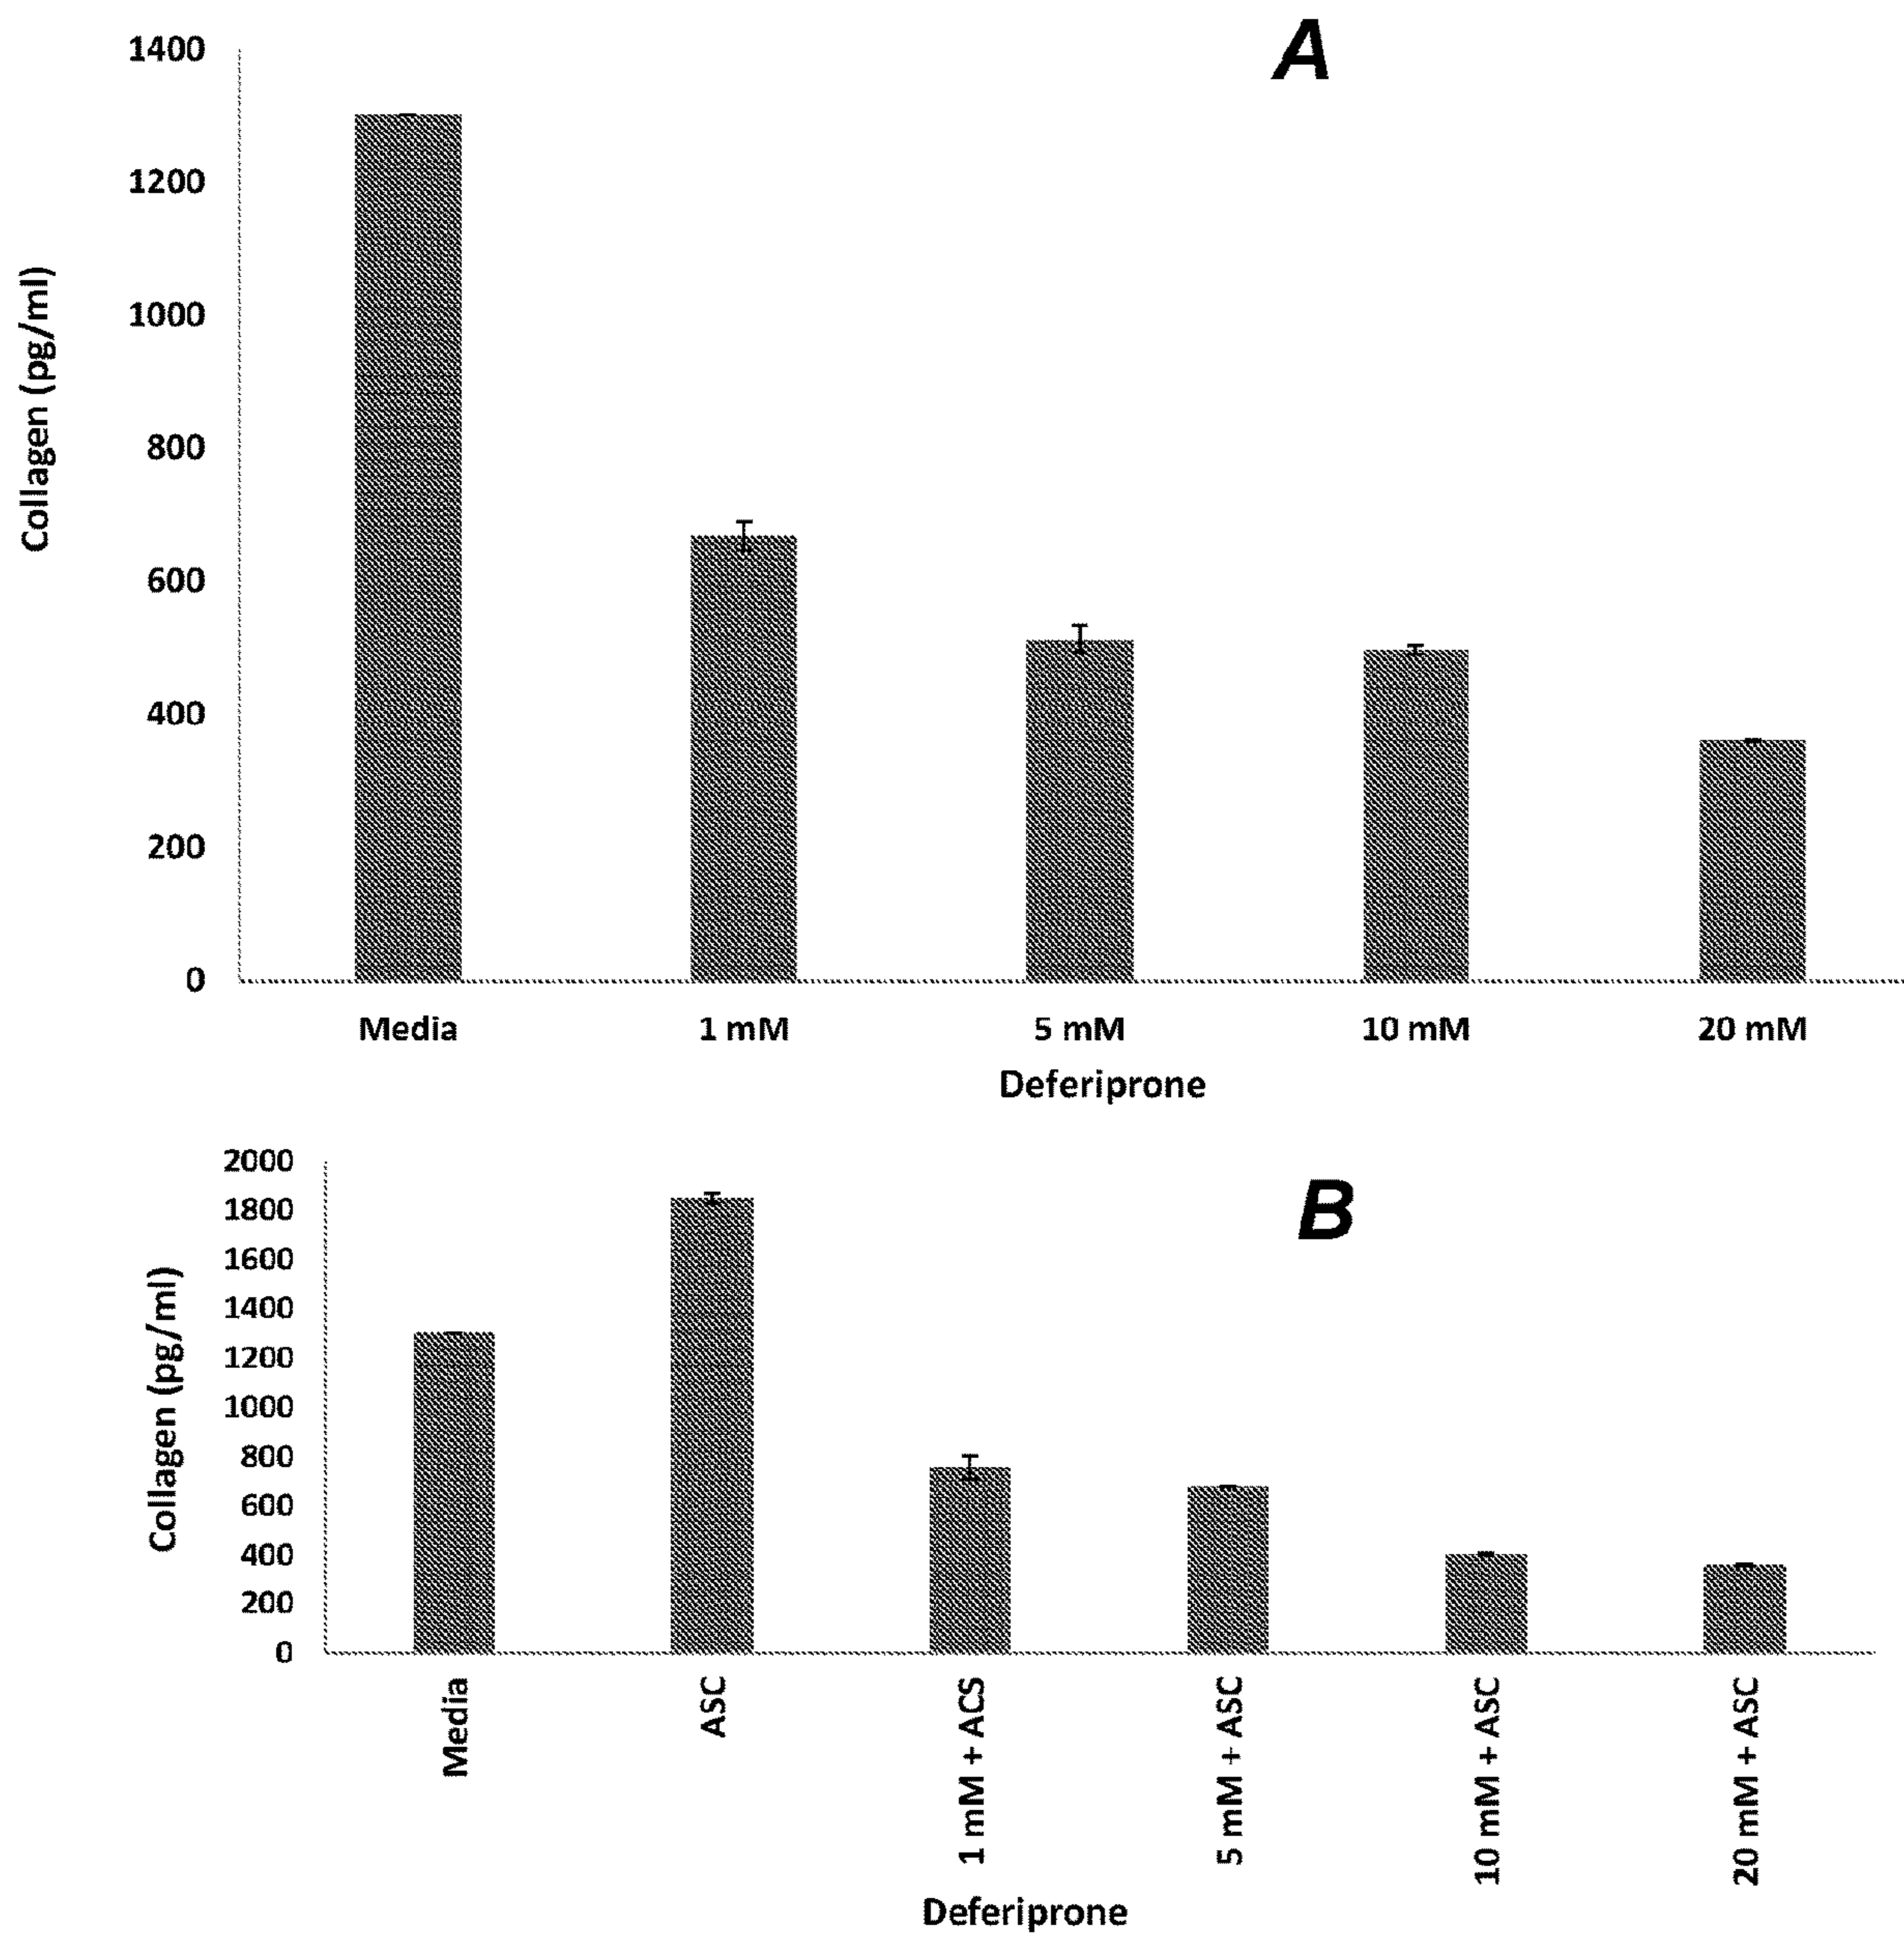 A
1400
1200
1000
800
600
400
200
0
Collagen (pg/ml)
Media 1 mM 5 mM 10 mM 20 mM
Deferiprone
B
2000
1800
1600
1400
1200
1000
800
600
400
200
0
Collagen (pg/ml)
Media
ASC
1 mM + ACS
5 mM + ASC
10 mM + ASC
20 mM + ASC
Deferiprone